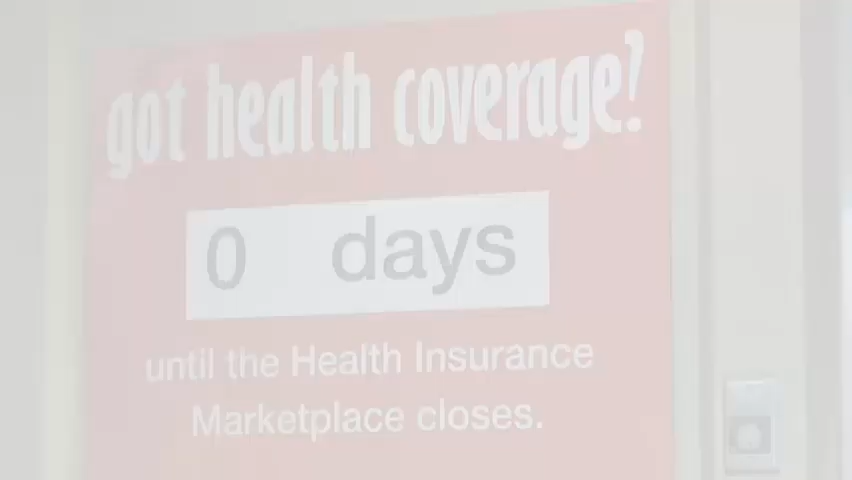 got health coverage?
0 days
until the Health Insurance
Marketplace closes.